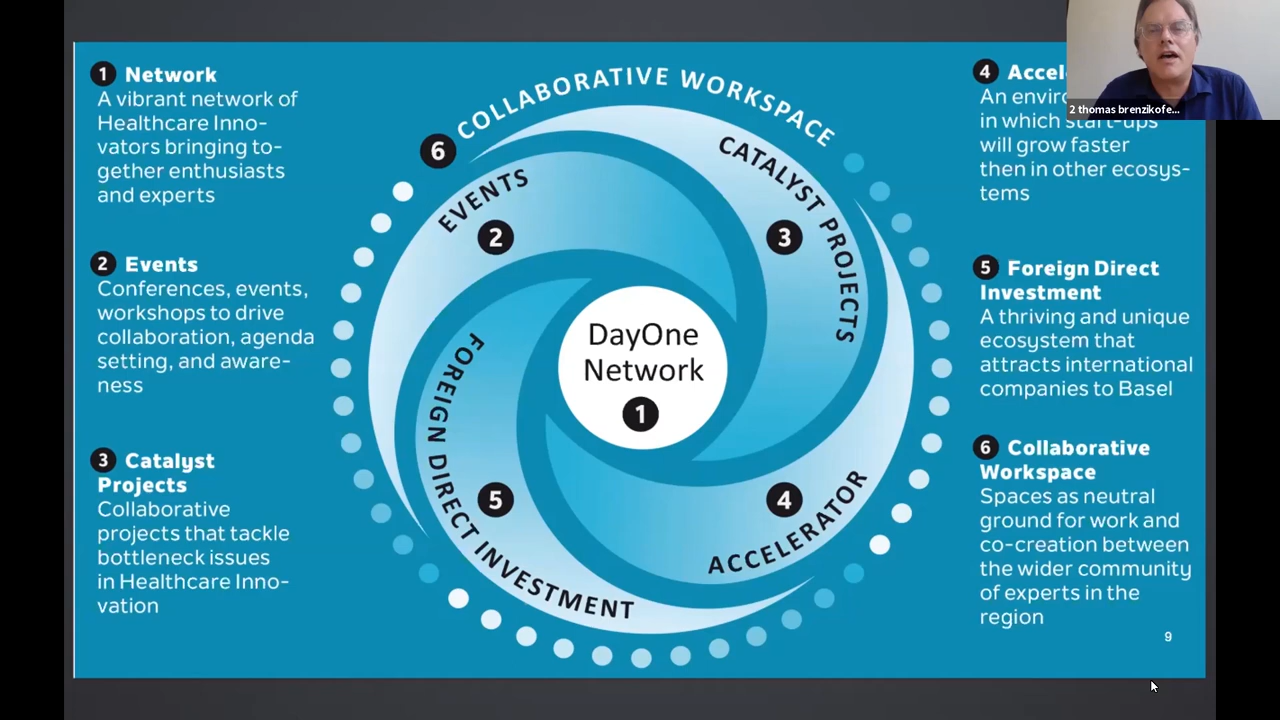 1 Network
A vibrant network of
Healthcare Inno-
vators bringing to-
gether enthusiasts
and experts
2 Events
Conferences, events,
workshops to drive
collaboration, agenda
setting, and aware-
ness
3 Catalyst
Projects
Collaborative
projects that tackle
bottleneck issues
in Healthcare Inno-
vation
6 COLLABORATIVE WORKSPACE
EVENTS
2
CATALYST PROJECTS
3
DayOne
Network
1
FOREIGN DIRECT INVESTMENT
5
ACCELERATOR
4
2 thomas brenzikofe...
4 Accel
An enviro
in which start-ups
will grow faster
then in other ecosys-
tems
5 Foreign Direct
Investment
A thriving and unique
ecosystem that
attracts international
companies to Basel
6 Collaborative
Workspace
Spaces as neutral
ground for work and
co-creation between
the wider community
of experts in the
region
9